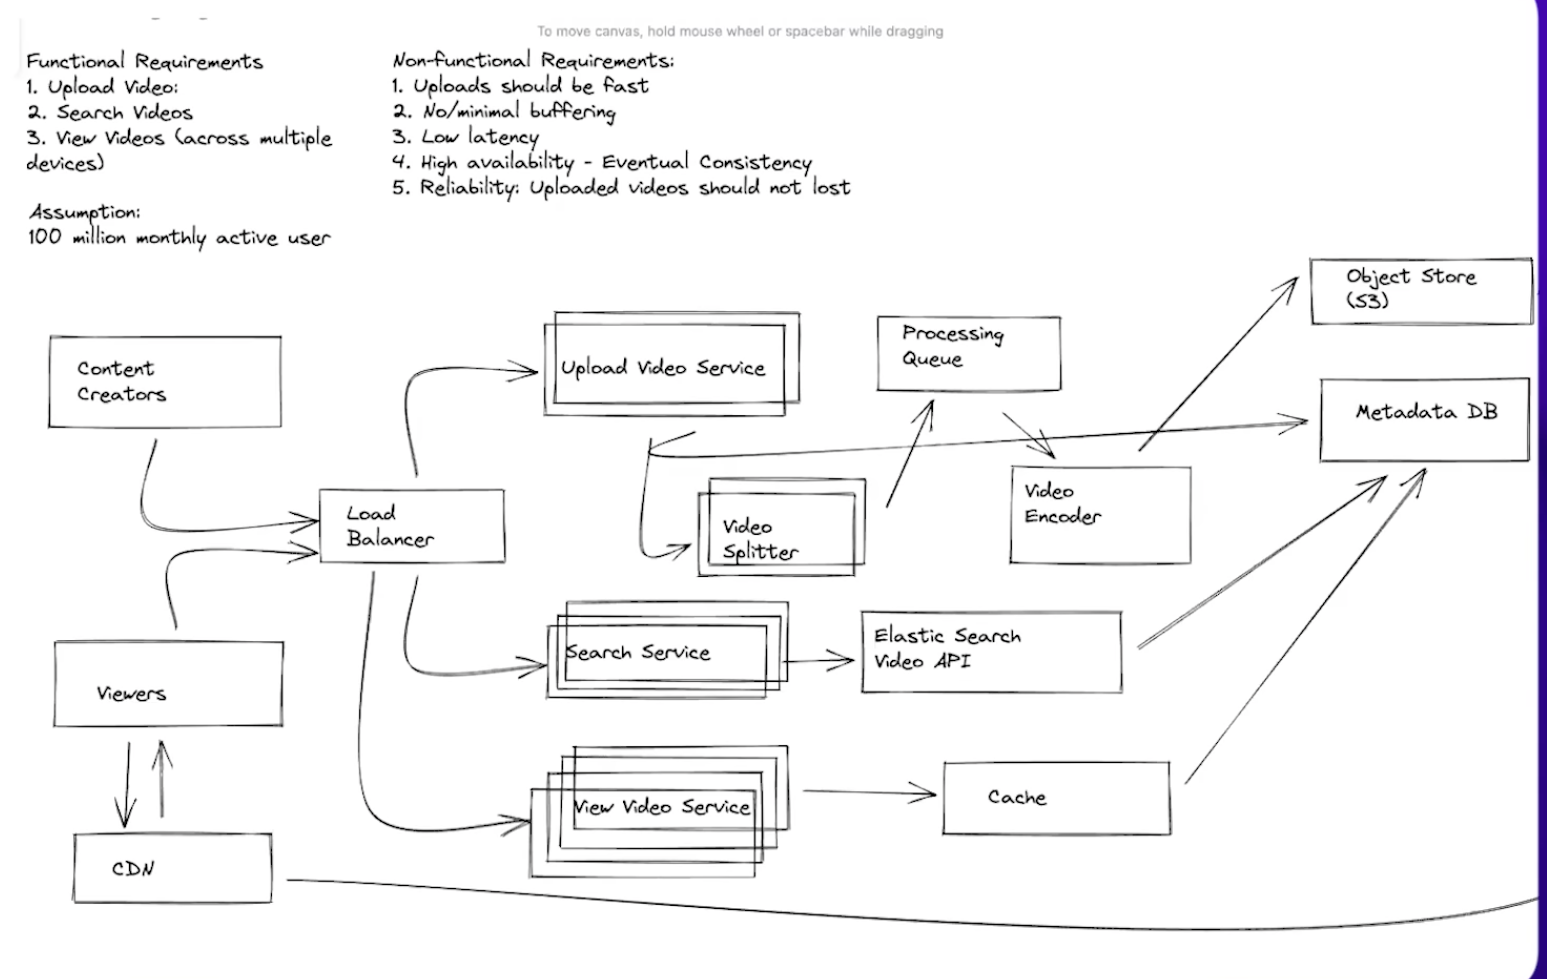 To move canvas, hold mouse wheel or spacebar while dragging
Functional Requirements
1. Upload Video:
2. Search Videos
3. View Videos (across multiple
devices)
Assumption:
100 million monthly active user
Non-functional Requirements:
1. Uploads should be fast
2. No/minimal buffering
3. Low latency
4. High availability - Eventual Consistency
5. Reliability: Uploaded videos should not lost
Object Store
(S3)
Content
Creators
Upload Video Service
Processing
Queue
Metadata DB
Load
Balancer
Video
Splitter
Video
Encoder
Viewers
Search Service
Elastic Search
Video API
View Video Service
Cache
CDN